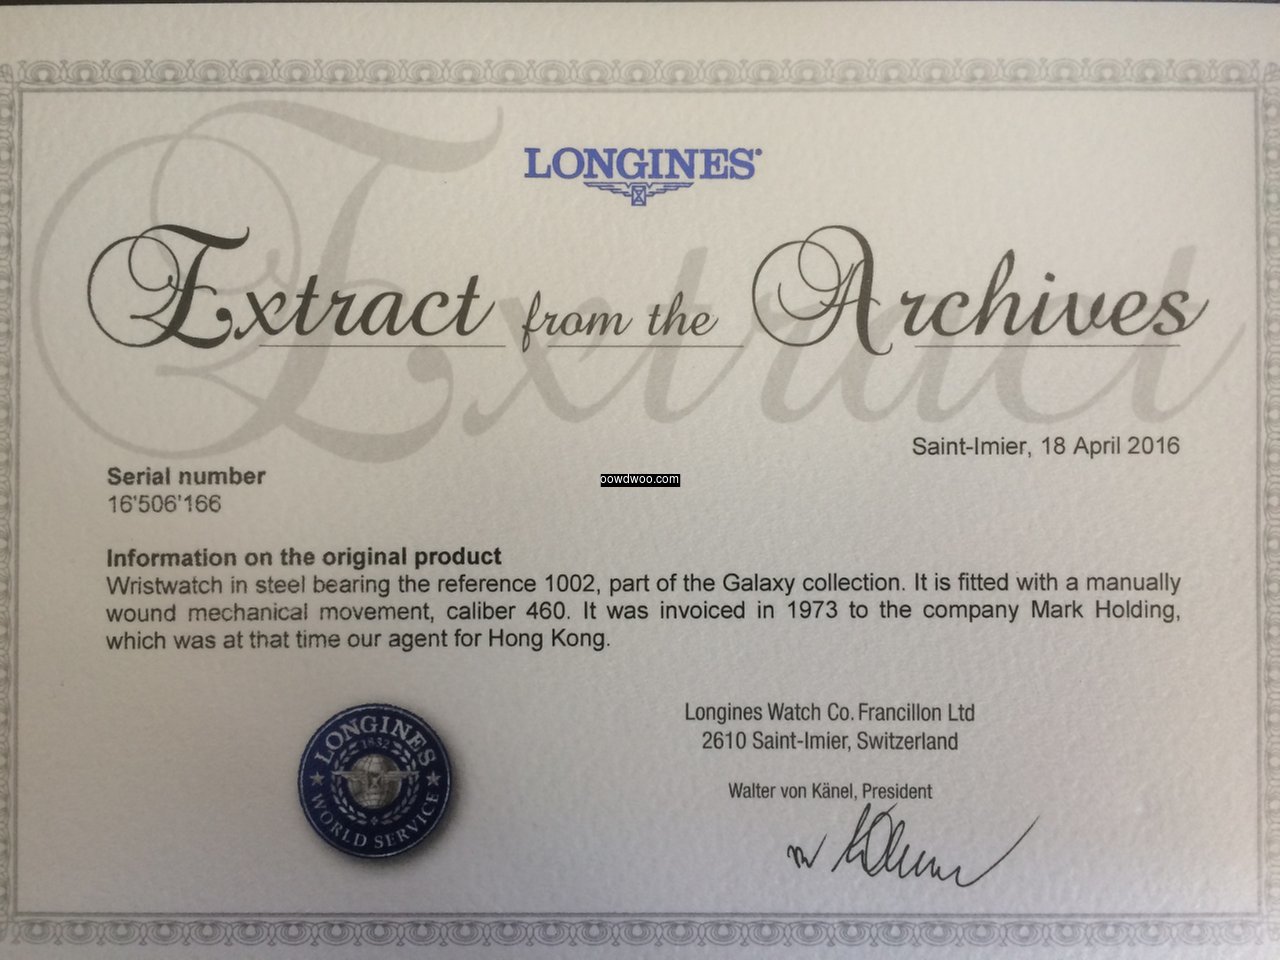 LONGINES
Extract from the Archives
Extract
Saint-Imier, 18 April 2016
Serial number
16'506'166
oowdwoo.com
Information on the original product
Wristwatch in steel bearing the reference 1002, part of the Galaxy collection. It is fitted with a manually
wound mechanical movement, caliber 460. It was invoiced in 1973 to the company Mark Holding,
which was at that time our agent for Hong Kong.
LONGINES
1832
WORLD SERVICE
Longines Watch Co. Francillon Ltd
2610 Saint-Imier, Switzerland
Walter von Känel, President